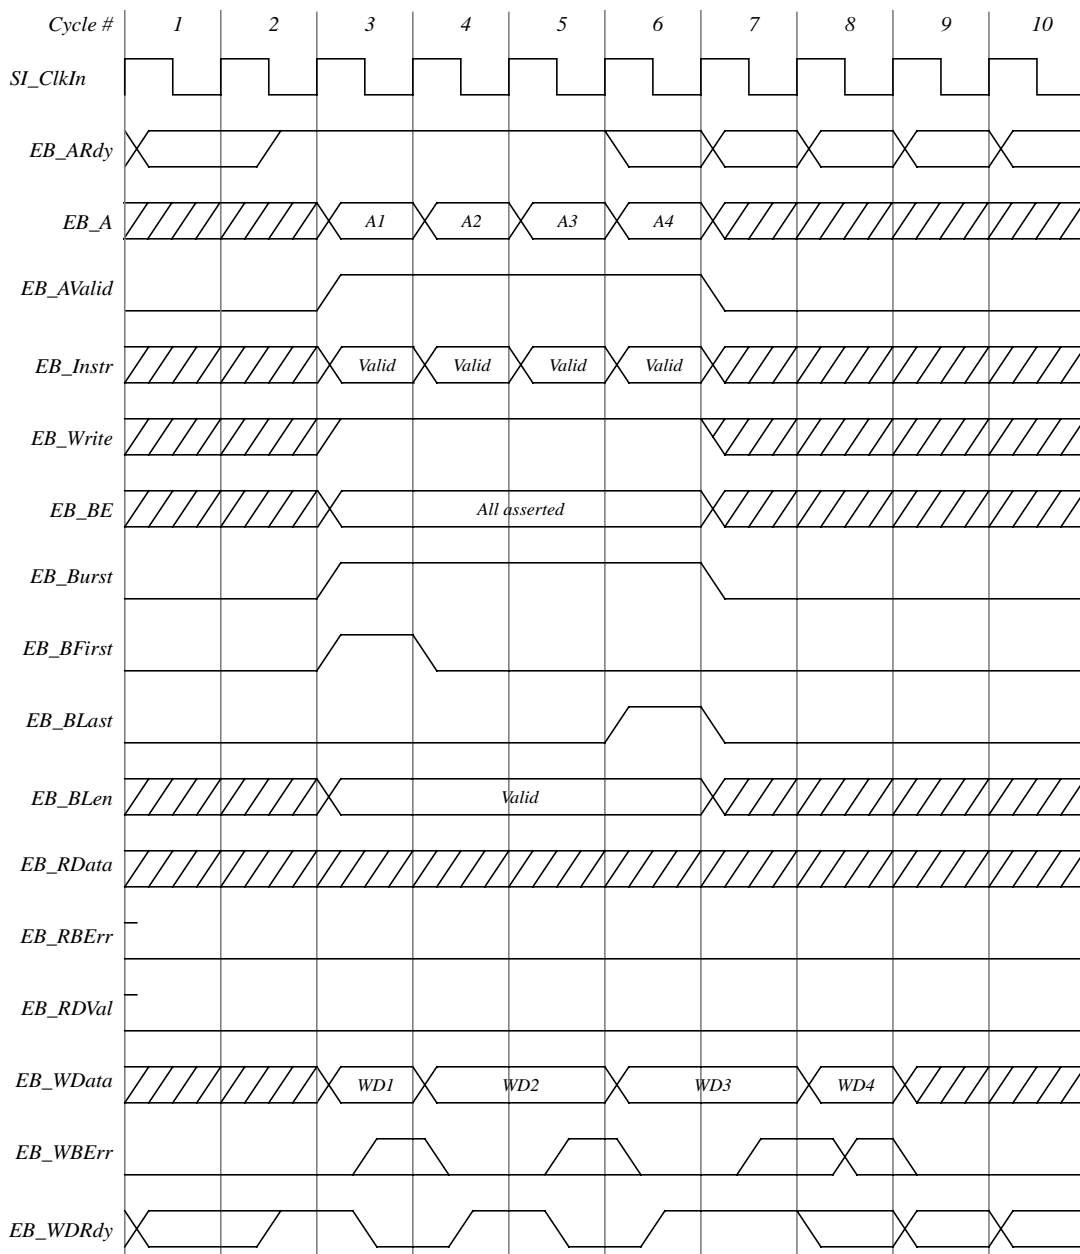 Cycle # 1 2 3 4 5 6 7 8 9 10
SI_ClkIn
EB_ARdy
EB_A A1 A2 A3 A4
EB_AValid
EB_Instr Valid Valid Valid Valid
EB_Write
EB_BE All asserted
EB_Burst
EB_BFirst
EB_BLast
EB_BLen Valid
EB_RData
EB_RBErr
EB_RDVal
EB_WData WD1 WD2 WD3 WD4
EB_WBErr
EB_WDRdy